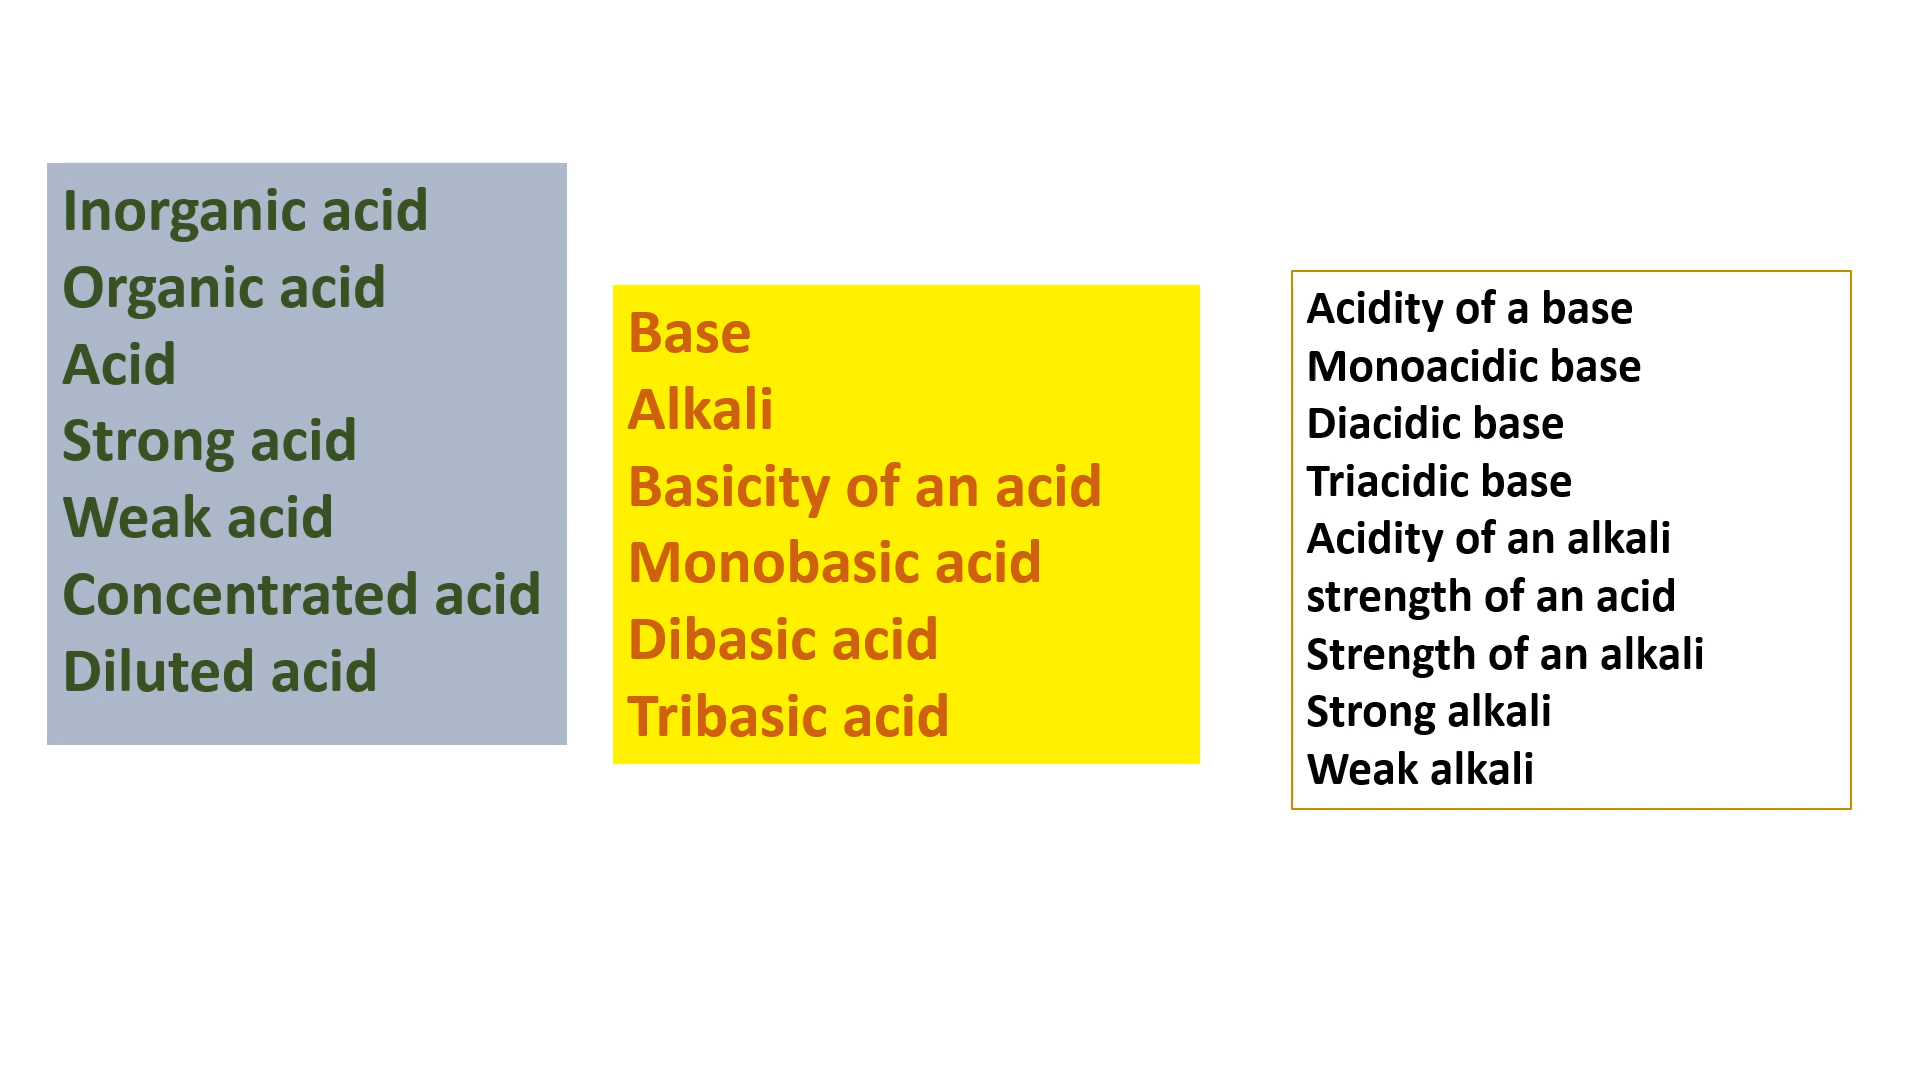 Inorganic acid
Organic acid
Acid
Strong acid
Weak acid
Concentrated acid
Diluted acid
Base
Alkali
Basicity of an acid
Monobasic acid
Dibasic acid
Tribasic acid
Acidity of a base
Monoacidic base
Diacidic base
Triacidic base
Acidity of an alkali
strength of an acid
Strength of an alkali
Strong alkali
Weak alkali